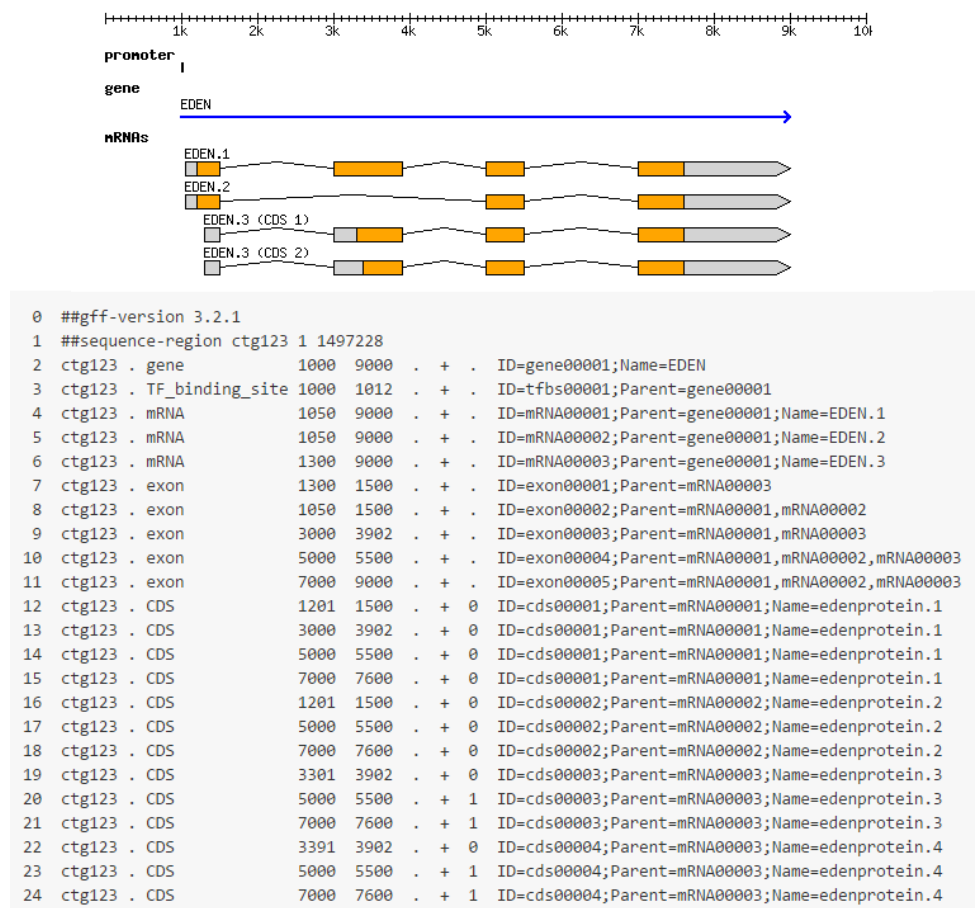 1k 2k 3k 4k 5k 6k 7k 8k 9k 10k
promoter
gene
EDEN
mRNAs
EDEN.1
EDEN.2
EDEN.3 (CDS 1)
EDEN.3 (CDS 2)
0 ##gff-version 3.2.1
1 ##sequence-region ctg123 1 1497228
2 ctg123 . gene 1000 9000 . + . ID=gene00001;Name=EDEN
3 ctg123 . TF_binding_site 1000 1012 . + . ID=tfbs00001;Parent=gene00001
4 ctg123 . mRNA 1050 9000 . + . ID=mRNA00001;Parent=gene00001;Name=EDEN.1
5 ctg123 . mRNA 1050 9000 . + . ID=mRNA00002;Parent=gene00001;Name=EDEN.2
6 ctg123 . mRNA 1300 9000 . + . ID=mRNA00003;Parent=gene00001;Name=EDEN.3
7 ctg123 . exon 1300 1500 . + . ID=exon00001;Parent=mRNA00003
8 ctg123 . exon 1050 1500 . + . ID=exon00002;Parent=mRNA00001,mRNA00002
9 ctg123 . exon 3000 3902 . + . ID=exon00003;Parent=mRNA00001,mRNA00003
10 ctg123 . exon 5000 5500 . + . ID=exon00004;Parent=mRNA00001,mRNA00002,mRNA00003
11 ctg123 . exon 7000 9000 . + . ID=exon00005;Parent=mRNA00001,mRNA00002,mRNA00003
12 ctg123 . CDS 1201 1500 . + 0 ID=cds00001;Parent=mRNA00001;Name=edenprotein.1
13 ctg123 . CDS 3000 3902 . + 0 ID=cds00001;Parent=mRNA00001;Name=edenprotein.1
14 ctg123 . CDS 5000 5500 . + 0 ID=cds00001;Parent=mRNA00001;Name=edenprotein.1
15 ctg123 . CDS 7000 7600 . + 0 ID=cds00001;Parent=mRNA00001;Name=edenprotein.1
16 ctg123 . CDS 1201 1500 . + 0 ID=cds00002;Parent=mRNA00002;Name=edenprotein.2
17 ctg123 . CDS 5000 5500 . + 0 ID=cds00002;Parent=mRNA00002;Name=edenprotein.2
18 ctg123 . CDS 7000 7600 . + 0 ID=cds00002;Parent=mRNA00002;Name=edenprotein.2
19 ctg123 . CDS 3301 3902 . + 0 ID=cds00003;Parent=mRNA00003;Name=edenprotein.3
20 ctg123 . CDS 5000 5500 . + 1 ID=cds00003;Parent=mRNA00003;Name=edenprotein.3
21 ctg123 . CDS 7000 7600 . + 1 ID=cds00003;Parent=mRNA00003;Name=edenprotein.3
22 ctg123 . CDS 3391 3902 . + 0 ID=cds00004;Parent=mRNA00003;Name=edenprotein.4
23 ctg123 . CDS 5000 5500 . + 1 ID=cds00004;Parent=mRNA00003;Name=edenprotein.4
24 ctg123 . CDS 7000 7600 . + 1 ID=cds00004;Parent=mRNA00003;Name=edenprotein.4